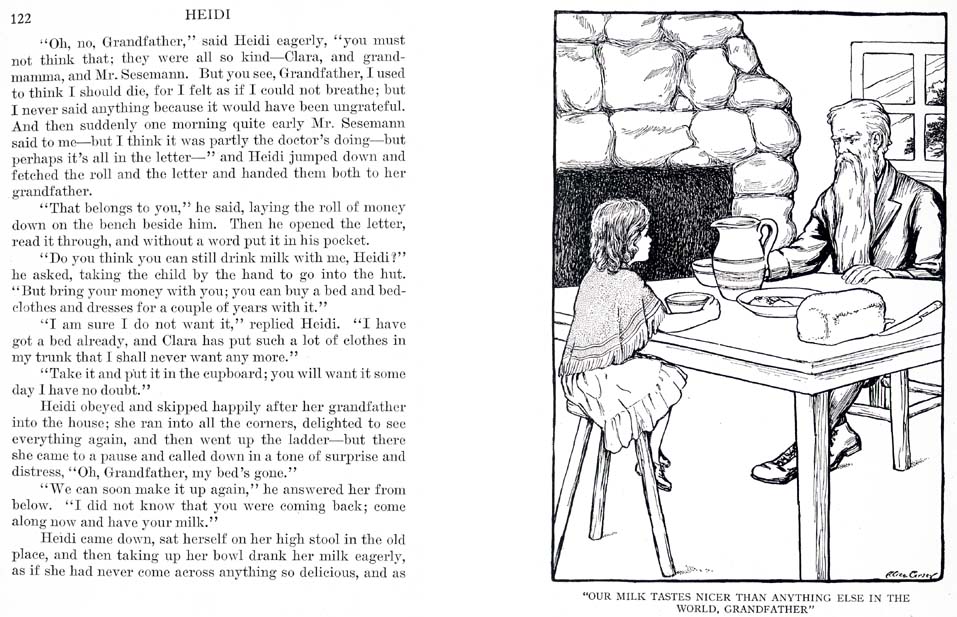 122
HEIDI
“Oh, no, Grandfather,” said Heidi eagerly, “you must
not think that; they were all so kind—Clara, and grand-
mamma, and Mr. Sesemann. But you see, Grandfather, I used
to think I should die, for I felt as if I could not breathe; but
I never said anything because it would have been ungrateful.
And then suddenly one morning quite early Mr. Sesemann
said to me—but I think it was partly the doctor’s doing—but
perhaps it’s all in the letter—” and Heidi jumped down and
fetched the roll and the letter and handed them both to her
grandfather.
“That belongs to you,” he said, laying the roll of money
down on the bench beside him. Then he opened the letter,
read it through, and without a word put it in his pocket.
“Do you think you can still drink milk with me, Heidi?”
he asked, taking the child by the hand to go into the hut.
“But bring your money with you; you can buy a bed and bed-
clothes and dresses for a couple of years with it.”
“I am sure I do not want it,” replied Heidi. “I have
got a bed already, and Clara has put such a lot of clothes in
my trunk that I shall never want any more.”
“Take it and put it in the cupboard; you will want it some
day I have no doubt.”
Heidi obeyed and skipped happily after her grandfather
into the house; she ran into all the corners, delighted to see
everything again, and then went up the ladder—but there
she came to a pause and called down in a tone of surprise and
distress, “Oh, Grandfather, my bed’s gone.”
“We can soon make it up again,” he answered her from
below. “I did not know that you were coming back; come
along now and have your milk.”
Heidi came down, sat herself on her high stool in the old
place, and then taking up her bowl drank her milk eagerly,
as if she had never come across anything so delicious, and as
Alice Carsey
“OUR MILK TASTES NICER THAN ANYTHING ELSE IN THE
WORLD, GRANDFATHER”